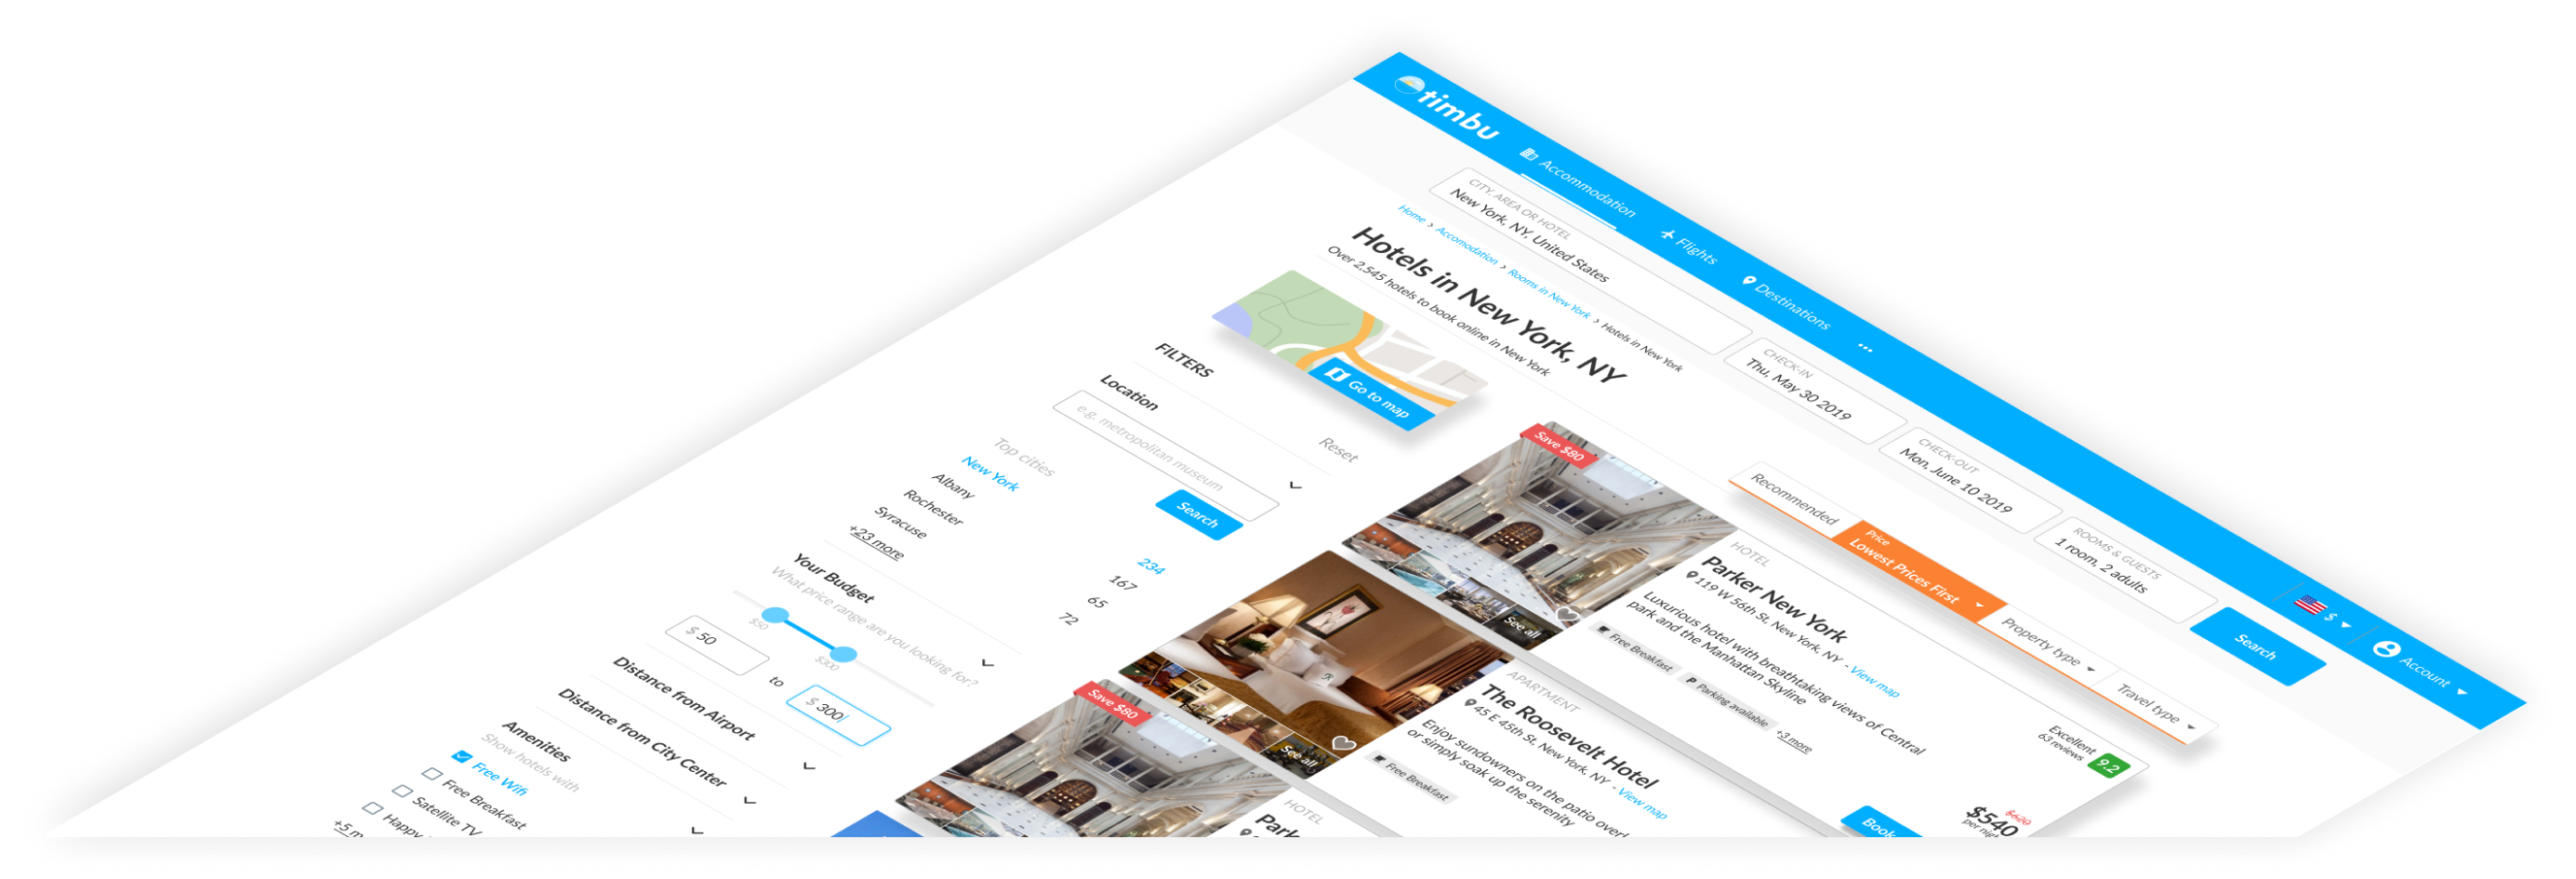 timbu
Accommodation
Flights
Destinations
...
$
Account
CITY, AREA OR HOTEL
New York, NY, United States
CHECK-IN
Thu, May 30 2019
CHECK-OUT
Mon, June 10 2019
ROOMS & GUESTS
1 room, 2 adults
Search
Home > Accomodation > Rooms in New York > Hotels in New York
Hotels in New York, NY
Over 2,545 hotels to book online in New York
Go to map
FILTERS
Reset
Location
e.g. metropolitan museum
Search
Top cities
New York 234
Albany 167
Rochester 65
Syracuse 72
+23 more
Your Budget
What price range are you looking for?
$50
$300
$ 50
to
$ 300
Distance from Airport
Distance from City Center
Amenities
Show hotels with
Free Wifi
Free Breakfast
Satellite TV
Happy
+5 m
Recommended
Price
Lowest Prices First
Property type
Travel type
Save $80
See all
HOTEL
Parker New York
119 W 56th St, New York, NY - View map
Luxurious hotel with breathtaking views of Central
park and the Manhattan Skyline
Free Breakfast
P Parking available
+3 more
Excellent
63 reviews
9.2
$620
$540
per nigh
Book
See all
APARTMENT
The Roosevelt Hotel
45 E 45th St, New York, NY - View map
Enjoy sundowners on the patio overl
or simply soak up the serenity
Free Breakfast
Save $80
HOTEL
Park